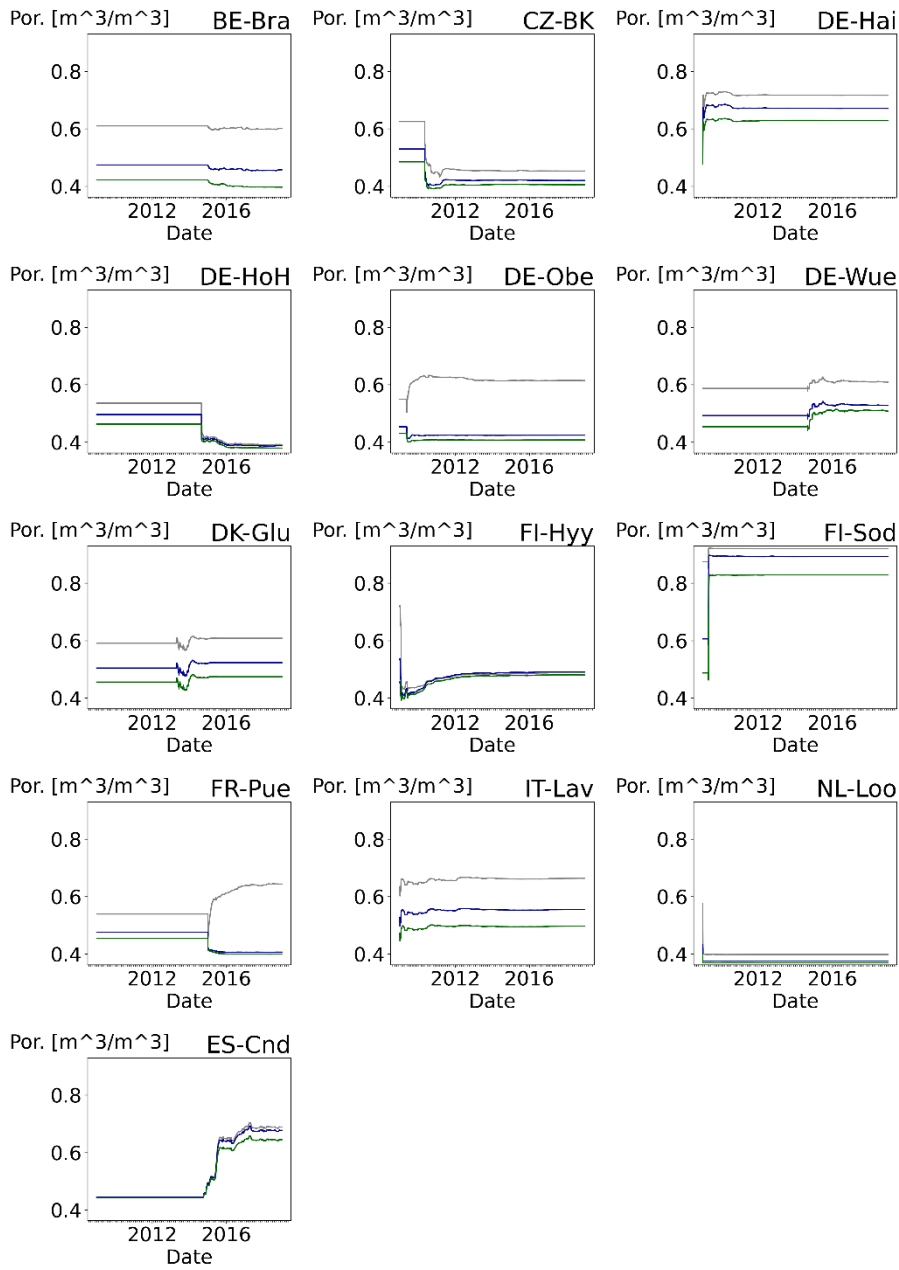 Por. [m^3/m^3] BE-Bra
0.8
0.6
0.4
2012 2016
Date
Por. [m^3/m^3] CZ-BK
0.8
0.6
0.4
2012 2016
Date
Por. [m^3/m^3] DE-Hai
0.8
0.6
0.4
2012 2016
Date
Por. [m^3/m^3] DE-HoH
0.8
0.6
0.4
2012 2016
Date
Por. [m^3/m^3] DE-Obe
0.8
0.6
0.4
2012 2016
Date
Por. [m^3/m^3] DE-Wue
0.8
0.6
0.4
2012 2016
Date
Por. [m^3/m^3] DK-Glu
0.8
0.6
0.4
2012 2016
Date
Por. [m^3/m^3] FI-Hyy
0.8
0.6
0.4
2012 2016
Date
Por. [m^3/m^3] FI-Sod
0.8
0.6
0.4
2012 2016
Date
Por. [m^3/m^3] FR-Pue
0.8
0.6
0.4
2012 2016
Date
Por. [m^3/m^3] IT-Lav
0.8
0.6
0.4
2012 2016
Date
Por. [m^3/m^3] NL-Loo
0.8
0.6
0.4
2012 2016
Date
Por. [m^3/m^3] ES-Cnd
0.8
0.6
0.4
2012 2016
Date